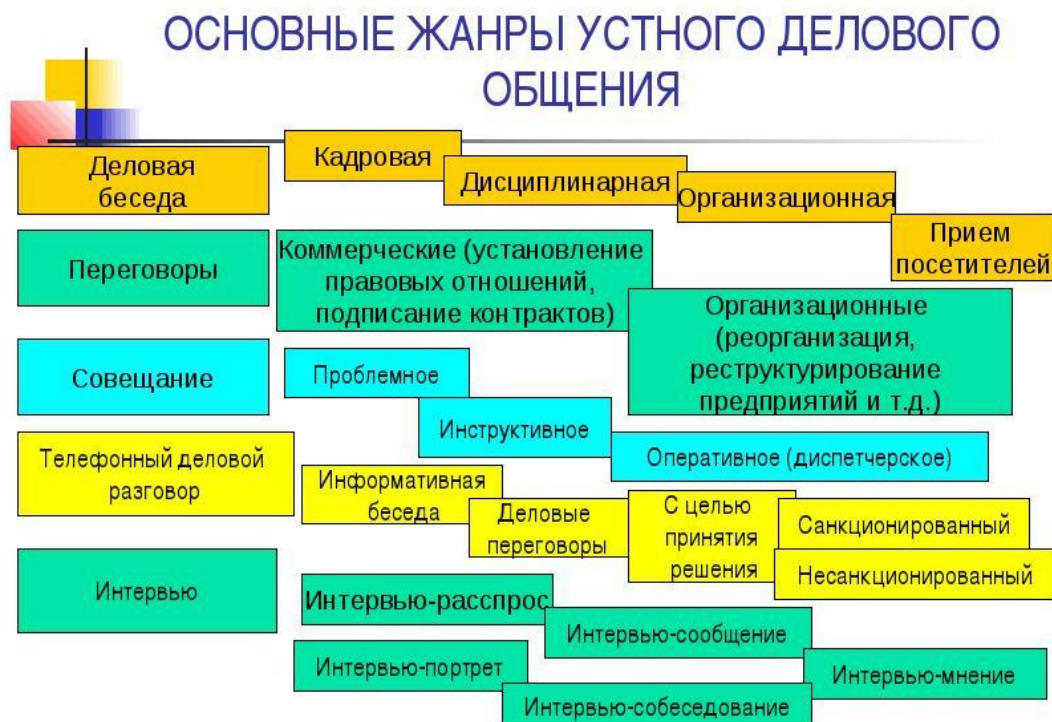 ОСНОВНЫЕ ЖАНРЫ УСТНОГО ДЕЛОВОГО
ОБЩЕНИЯ
Деловая
беседа
Кадровая
Дисциплинарная
Организационная
Прием
посетителей
Переговоры
Коммерческие (установление
правовых отношений,
подписание контрактов)
Организационные
(реорганизация,
реструктурирование
предприятий и т.д.)
Совещание
Проблемное
Инструктивное
Оперативное (диспетчерское)
Телефонный деловой
разговор
Информативная
беседа
Деловые
переговоры
С целью
принятия
решения
Санкционированный
Несанкционированный
Интервью
Интервью-расспрос
Интервью-сообщение
Интервью-портрет
Интервью-мнение
Интервью-собеседование